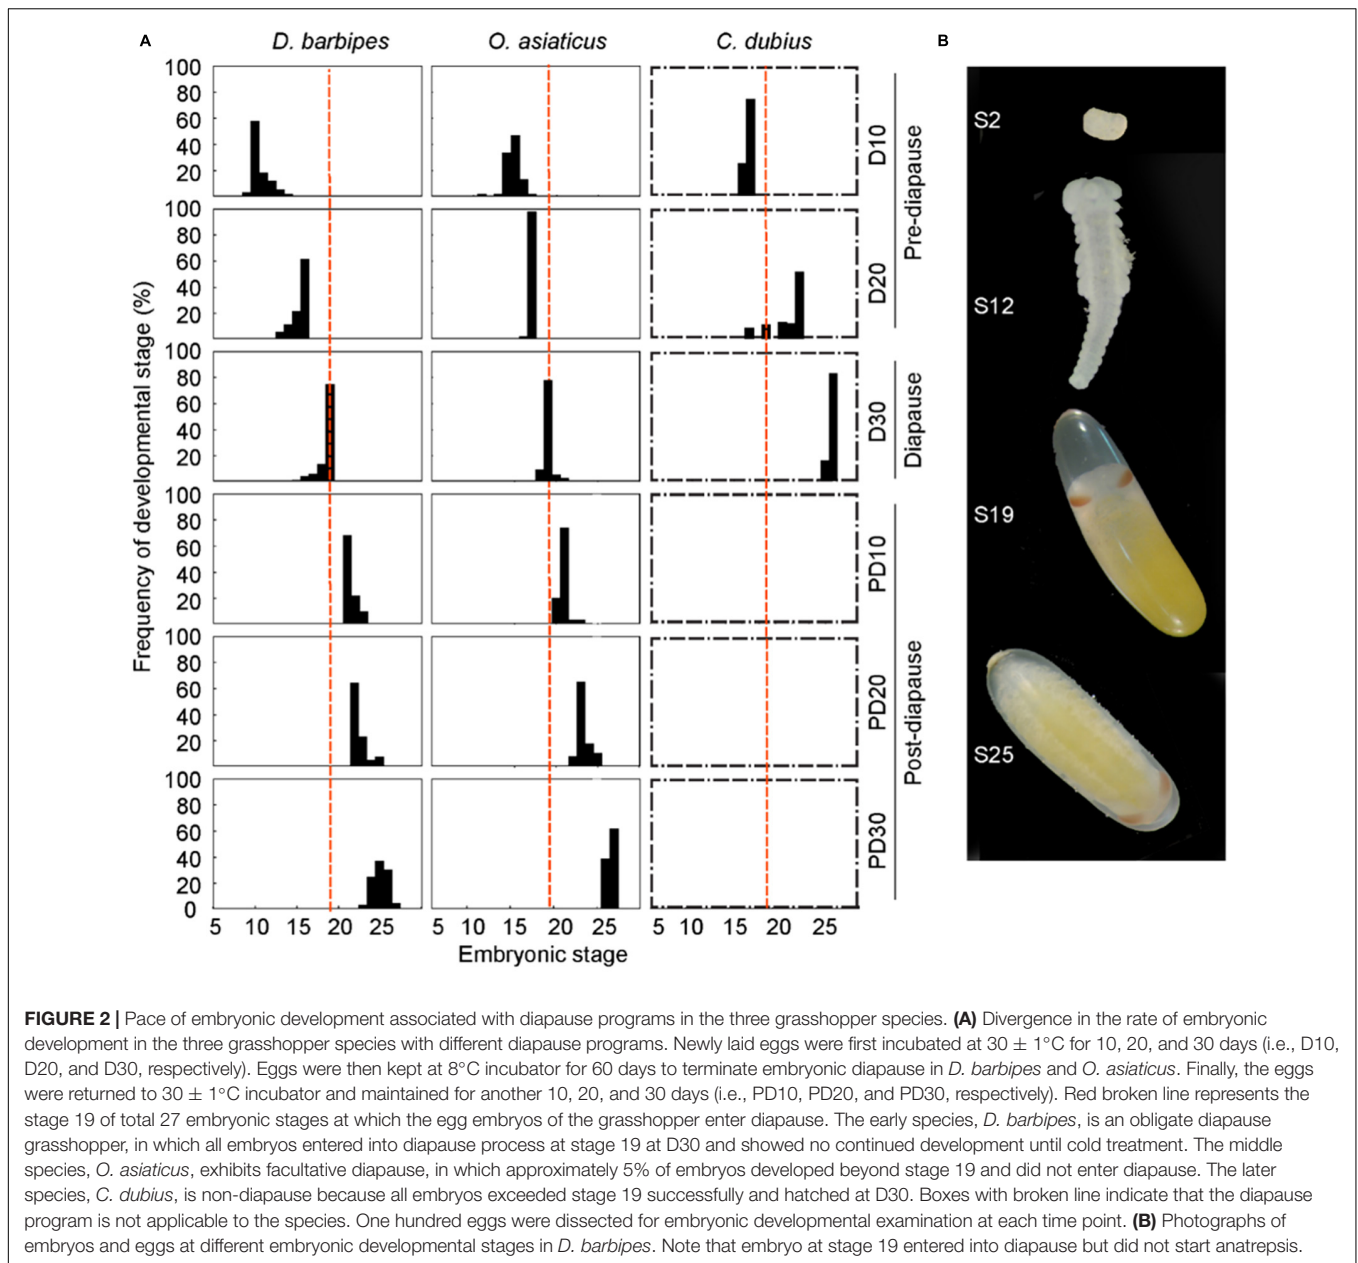 A
D. barbipes
O. asiaticus
C. dubius
B
Frequency of developmental stage (%)
100
80
60
40
20
100
80
60
40
20
100
80
60
40
20
100
80
60
40
20
100
80
60
40
20
100
80
60
40
20
0
D10
D20
D30
PD10
PD20
PD30
Pre-diapause
Diapause
Post-diapause
5 10 15 20 25
5 10 15 20 25
5 10 15 20 25
Embryonic stage
S2
S12
S19
S25
FIGURE 2 | Pace of embryonic development associated with diapause programs in the three grasshopper species. (A) Divergence in the rate of embryonic
development in the three grasshopper species with different diapause programs. Newly laid eggs were first incubated at 30 ± 1°C for 10, 20, and 30 days (i.e., D10,
D20, and D30, respectively). Eggs were then kept at 8°C incubator for 60 days to terminate embryonic diapause in D. barbipes and O. asiaticus. Finally, the eggs
were returned to 30 ± 1°C incubator and maintained for another 10, 20, and 30 days (i.e., PD10, PD20, and PD30, respectively). Red broken line represents the
stage 19 of total 27 embryonic stages at which the egg embryos of the grasshopper enter diapause. The early species, D. barbipes, is an obligate diapause
grasshopper, in which all embryos entered into diapause process at stage 19 at D30 and showed no continued development until cold treatment. The middle
species, O. asiaticus, exhibits facultative diapause, in which approximately 5% of embryos developed beyond stage 19 and did not enter diapause. The later
species, C. dubius, is non-diapause because all embryos exceeded stage 19 successfully and hatched at D30. Boxes with broken line indicate that the diapause
program is not applicable to the species. One hundred eggs were dissected for embryonic developmental examination at each time point. (B) Photographs of
embryos and eggs at different embryonic developmental stages in D. barbipes. Note that embryo at stage 19 entered into diapause but did not start anatrepsis.